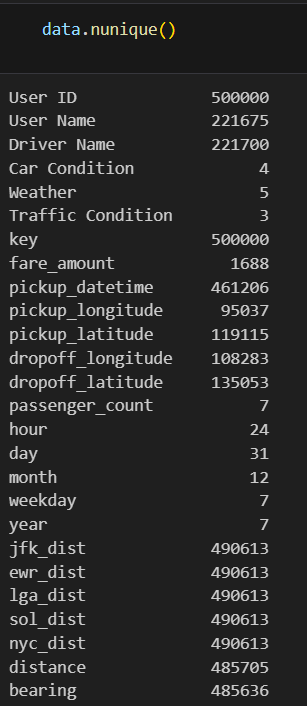 data.nunique()
User ID 500000
User Name 221675
Driver Name 221700
Car Condition 4
Weather 5
Traffic Condition 3
key 500000
fare_amount 1688
pickup_datetime 461206
pickup_longitude 95037
pickup_latitude 119115
dropoff_longitude 108283
dropoff_latitude 135053
passenger_count 7
hour 24
day 31
month 12
weekday 7
year 7
jfk_dist 490613
ewr_dist 490613
lga_dist 490613
sol_dist 490613
nyc_dist 490613
distance 485705
bearing 485636